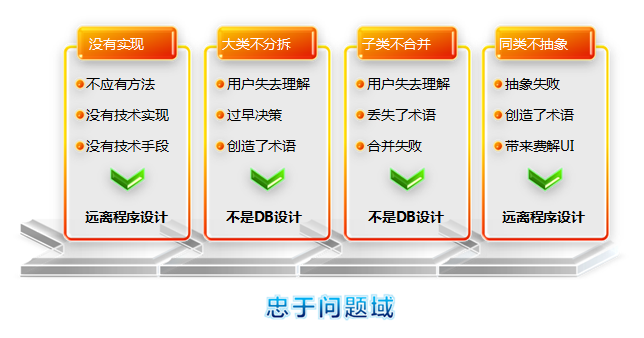 没有实现
不应有方法
没有技术实现
没有技术手段
远离程序设计
大类不分拆
用户失去理解
过早决策
创造了术语
不是DB设计
子类不合并
用户失去理解
丢失了术语
合并失败
不是DB设计
同类不抽象
抽象失败
创造了术语
带来费解UI
远离程序设计
忠于问题域